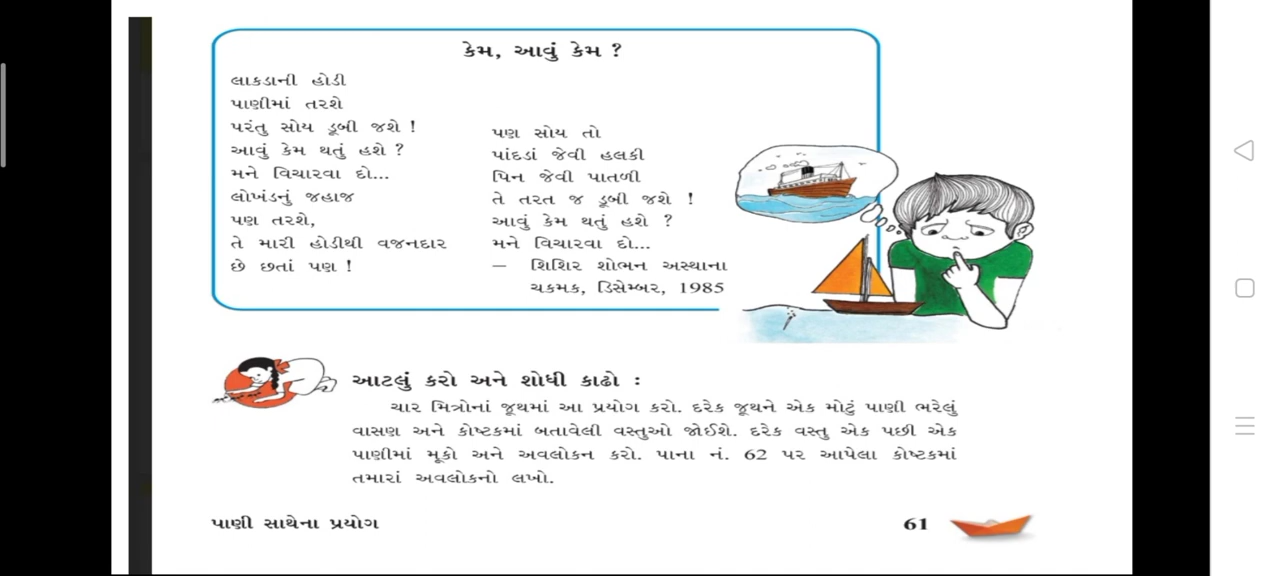 કેમ, આવું કેમ ?
લાકડાની હોડી
પાણીમાં તરશે
પરંતુ સોય ડૂબી જશે !
આવું કેમ થતું હશે ?
મને વિચારવા દો...
લોખંડનું જહાજ
પણ તરશે,
તે મારી હોડીથી વજનદાર
છે છતાં પણ !
પણ સોય તો
પાંદડાં જેવી હલકી
પિન જેવી પાતળી
તે તરત જ ડૂબી જશે !
આવું કેમ થતું હશે ?
મને વિચારવા દો...
– શિશિર શોભન અસ્થાના
ચકમક, ડિસેમ્બર, 1985
આટલું કરો અને શોધી કાઢો :
ચાર મિત્રોનાં જૂથમાં આ પ્રયોગ કરો. દરેક જૂથને એક મોટું પાણી ભરેલું
વાસણ અને કોષ્ટકમાં બતાવેલી વસ્તુઓ જોઈશે. દરેક વસ્તુ એક પછી એક
પાણીમાં મૂકો અને અવલોકન કરો. પાના નં. 62 પર આપેલા કોષ્ટકમાં
તમારાં અવલોકનો લખો.
પાણી સાથેના પ્રયોગ
61